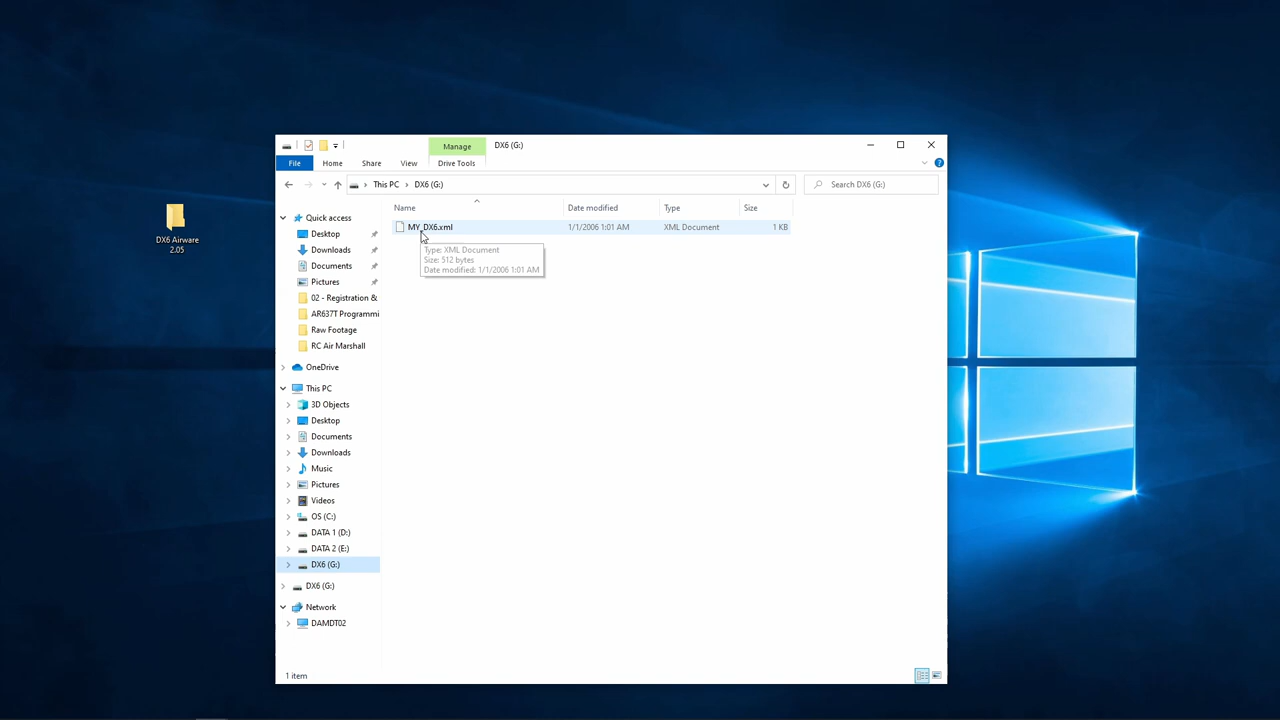 DX6 Airware
2.05
Manage
DX6 (G:)
File
Home
Share
View
Drive Tools
This PC
DX6 (G:)
Search DX6 (G:)
Name
Date modified
Type
Size
MY_DX6.xml
1/1/2006 1:01 AM
XML Document
1 KB
Type: XML Document
Size: 512 bytes
Date modified: 1/1/2006 1:01 AM
Quick access
Desktop
Downloads
Documents
Pictures
02 - Registration &
AR637T Programmi
Raw Footage
RC Air Marshall
OneDrive
This PC
3D Objects
Desktop
Documents
Downloads
Music
Pictures
Videos
OS (C:)
DATA 1 (D:)
DATA 2 (E:)
DX6 (G:)
DX6 (G:)
Network
DAMDT02
1 item